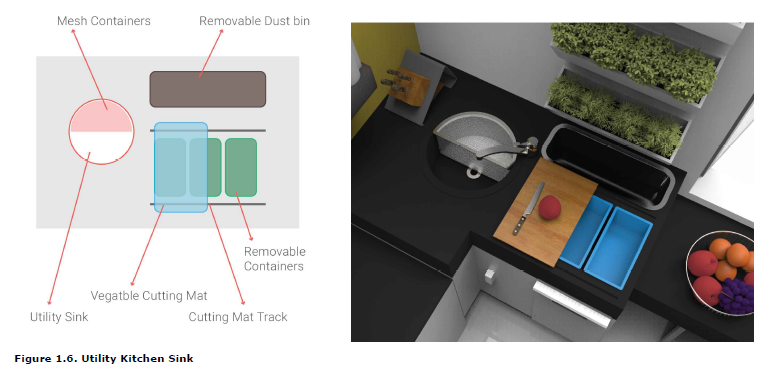 Mesh Containers
Removable Dust bin
Removable
Containers
Vegatble Cutting Mat
Utility Sink
Cutting Mat Track
Figure 1.6. Utility Kitchen Sink